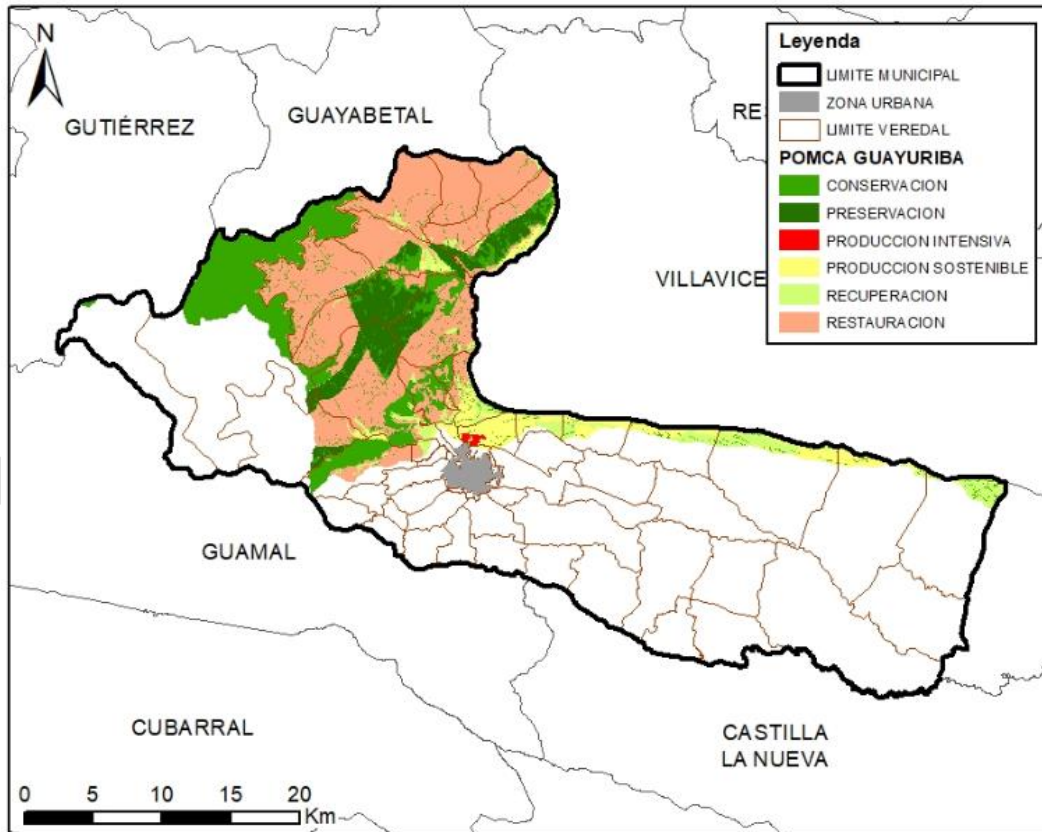 N
GUTIÉRREZ
GUAYABETAL
VILLAVICE
GUAMAL
CUBARRAL
CASTILLA
LA NUEVA
Leyenda
LIMITE MUNICIPAL
ZONA URBANA
LIMITE VEREDAL
POMCA GUAYURIBA
CONSERVACION
PRESERVACION
PRODUCCION INTENSIVA
PRODUCCION SOSTENIBLE
RECUPERACION
RESTAURACION
RE
0 5 10 15 20
Km